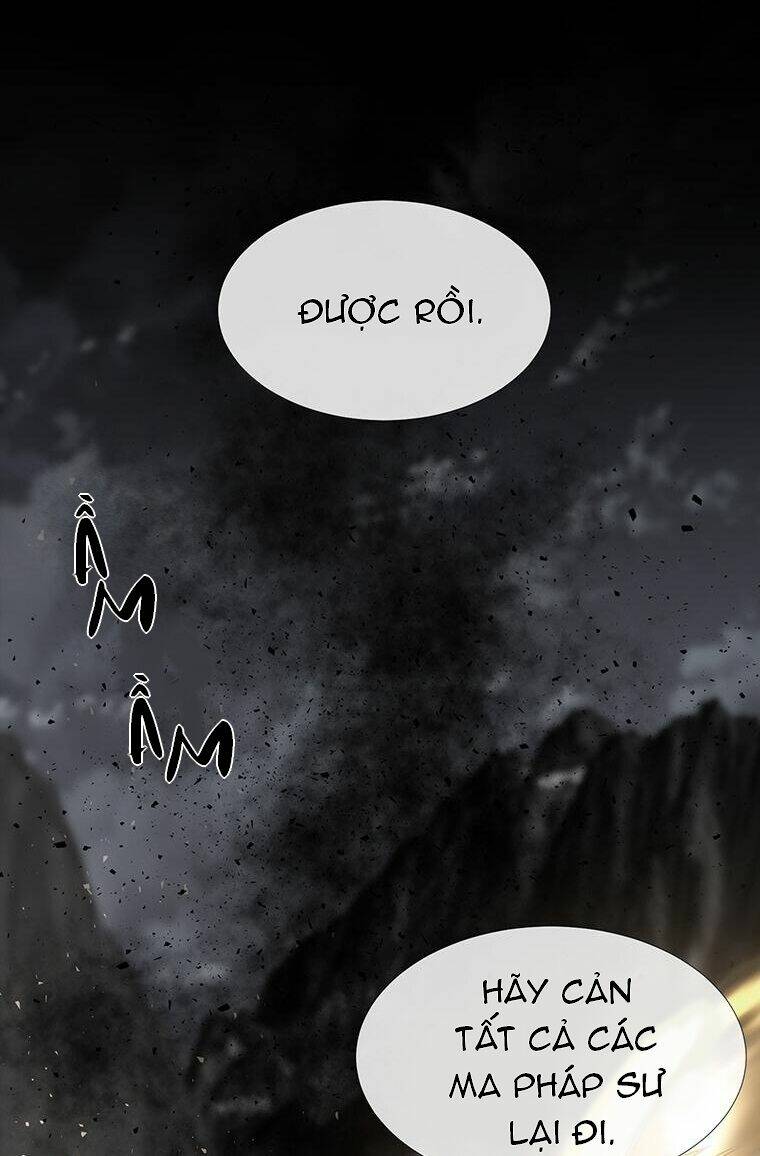 ĐƯỢC RỒI.
ẦM
ẦM
HÃY CẢN
TẤT CẢ CÁC
MA PHÁP SƯ
LẠI ĐI.